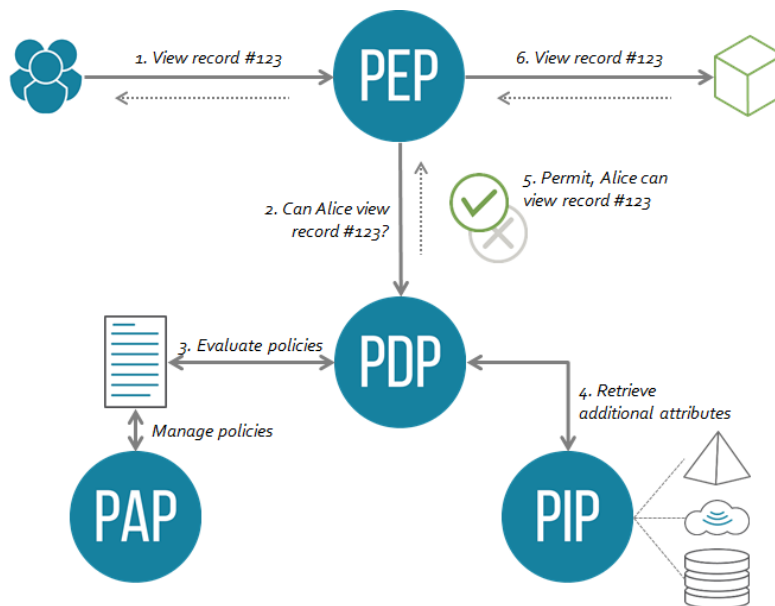 1. View record #123
PEP
6. View record #123
5. Permit, Alice can
view record #123
2. Can Alice view
record #123?
3. Evaluate policies
PDP
4. Retrieve
additional attributes
Manage policies
PAP
PIP